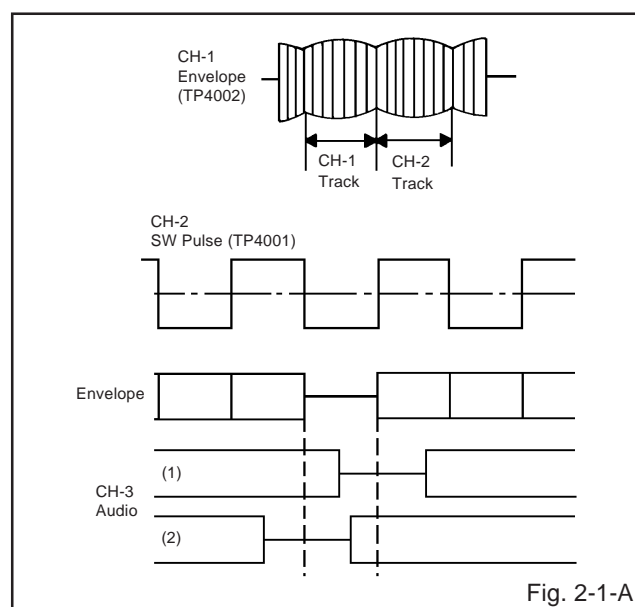 CH-1
Envelope
(TP4002)
CH-1
Track
CH-2
Track
CH-2
SW Pulse (TP4001)
Envelope
(1)
CH-3
Audio
(2)
Fig. 2-1-A